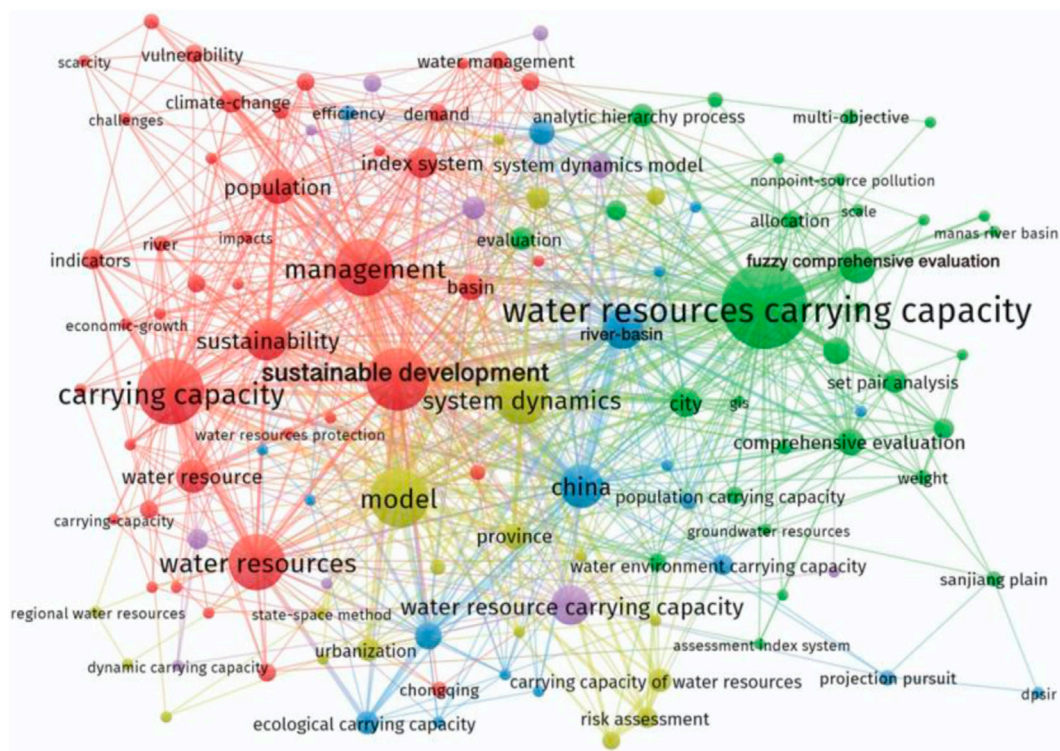 vulnerability
scarcity
water management
climate-change
challenges
efficiency
demand
analytic hierarchy process
multi-objective
index system
system dynamics model
population
nonpoint-source pollution
scale
allocation
manas river basin
river
impacts
evaluation
indicators
management
fuzzy comprehensive evaluation
basin
water resources carrying capacity
economic-growth
sustainability
river-basin
sustainable development
carrying capacity
system dynamics
city
gis
set pair analysis
water resources protection
comprehensive evaluation
water resource
weight
model
china
population carrying capacity
carrying-capacity
province
groundwater resources
water resources
water environment carrying capacity
sanjiang plain
regional water resources
state-space method
water resource carrying capacity
urbanization
assessment index system
dynamic carrying capacity
chongqing
carrying capacity of water resources
projection pursuit
dpsir
ecological carrying capacity
risk assessment